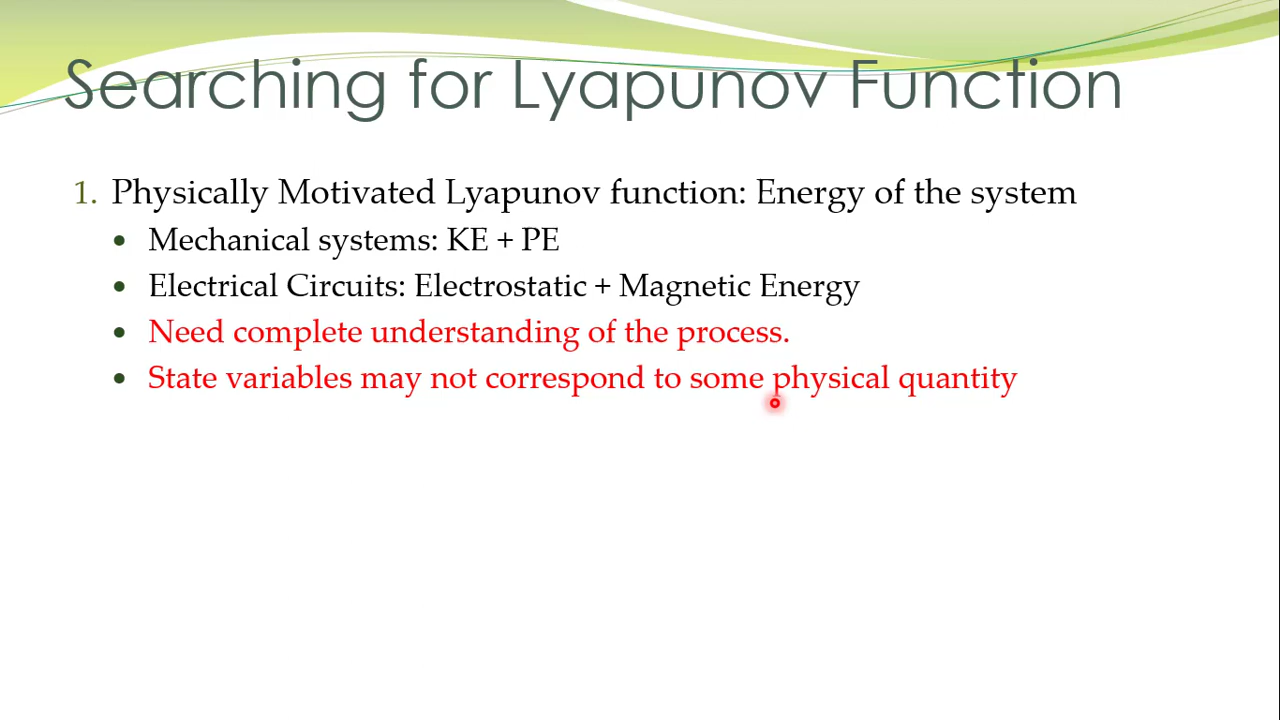 Searching for Lyapunov Function
1. Physically Motivated Lyapunov function: Energy of the system
• Mechanical systems: KE + PE
• Electrical Circuits: Electrostatic + Magnetic Energy
• Need complete understanding of the process.
• State variables may not correspond to some physical quantity